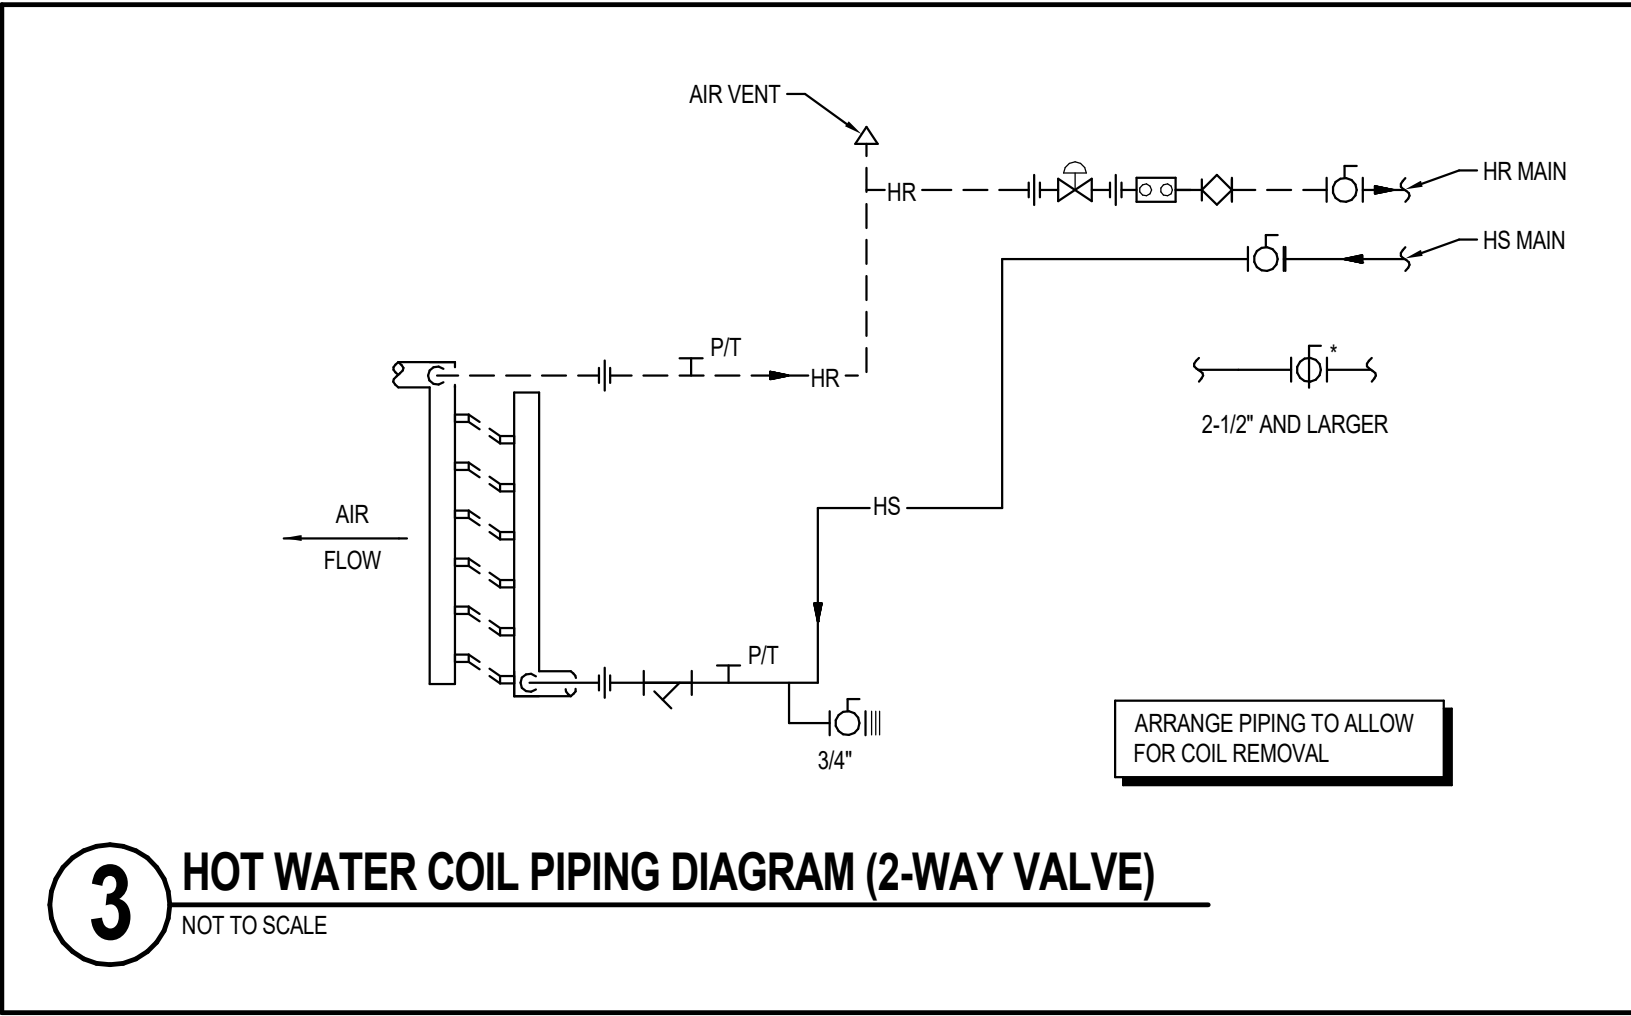 AIR VENT
HR
HR MAIN
HS MAIN
P/T
HR
*
2-1/2" AND LARGER
HS
AIR
FLOW
P/T
3/4"
ARRANGE PIPING TO ALLOW
FOR COIL REMOVAL
3
HOT WATER COIL PIPING DIAGRAM (2-WAY VALVE)
NOT TO SCALE